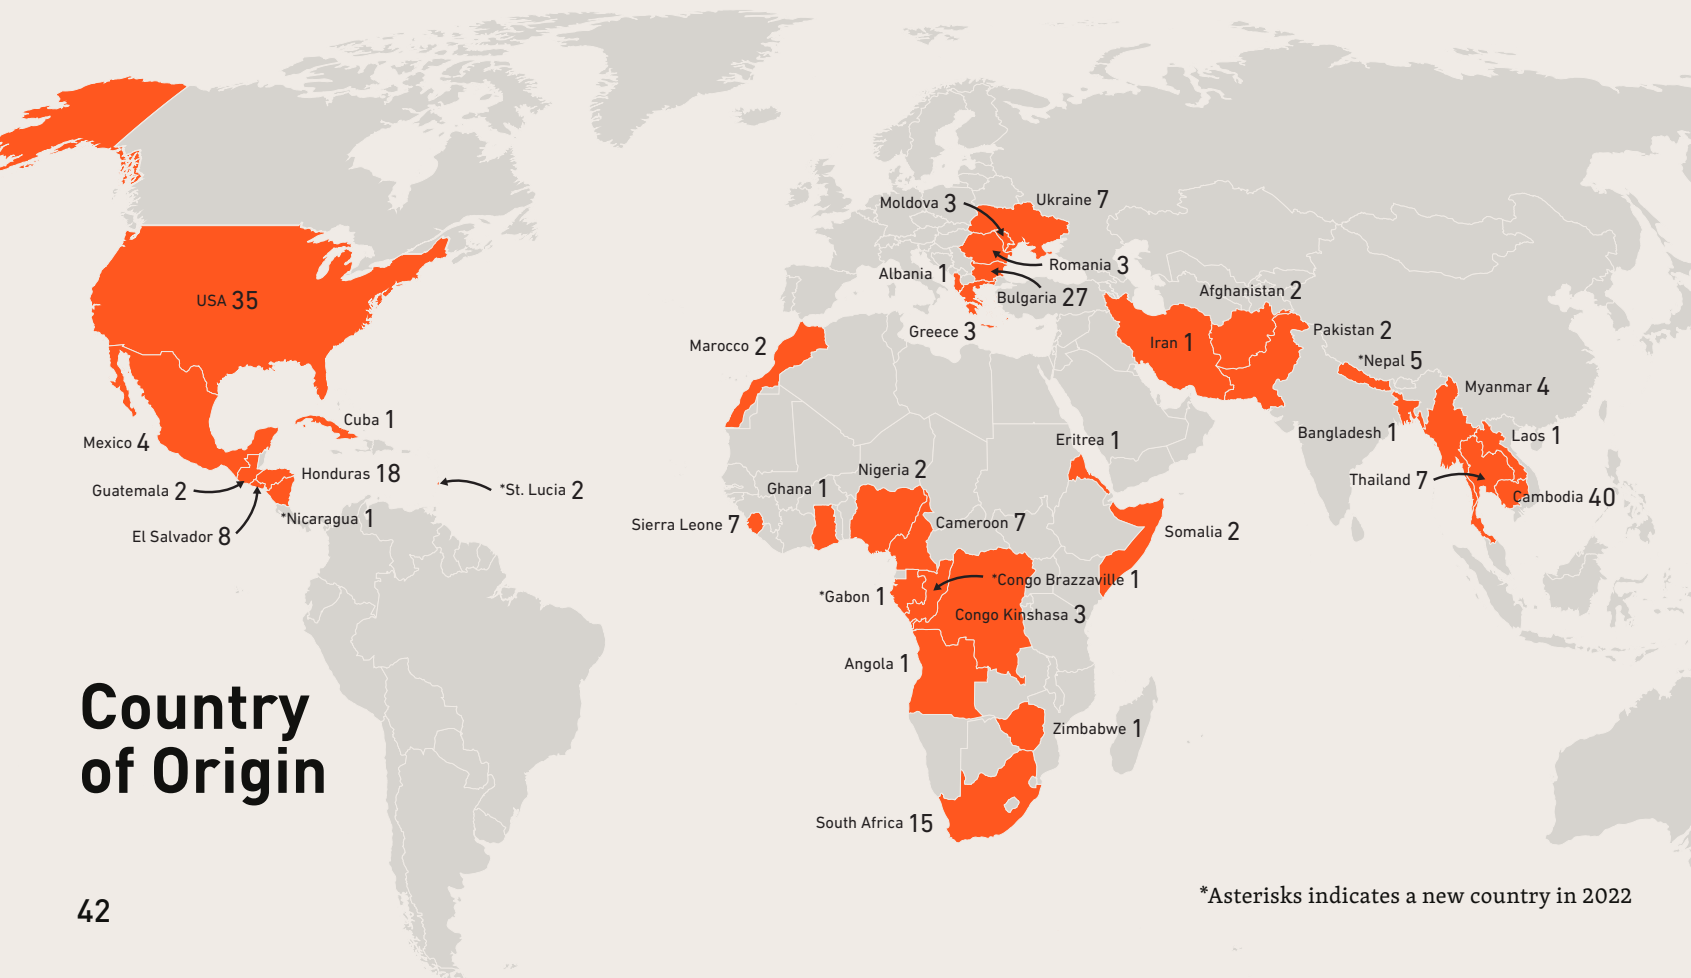 Moldova 3
Ukraine 7
Romania 3
Albania 1
Bulgaria 27
Greece 3
USA 35
Marocco 2
Afghanistan 2
Iran 1
Pakistan 2
*Nepal 5
Myanmar 4
Bangladesh 1
Laos 1
Thailand 7
Cambodia 40
Cuba 1
Mexico 4
Honduras 18
Guatemala 2
*St. Lucia 2
*Nicaragua 1
El Salvador 8
Eritrea 1
Nigeria 2
Ghana 1
Sierra Leone 7
Cameroon 7
Somalia 2
*Congo Brazzaville 1
*Gabon 1
Congo Kinshasa 3
Angola 1
Zimbabwe 1
South Africa 15
Country
of Origin
42
*Asterisks indicates a new country in 2022